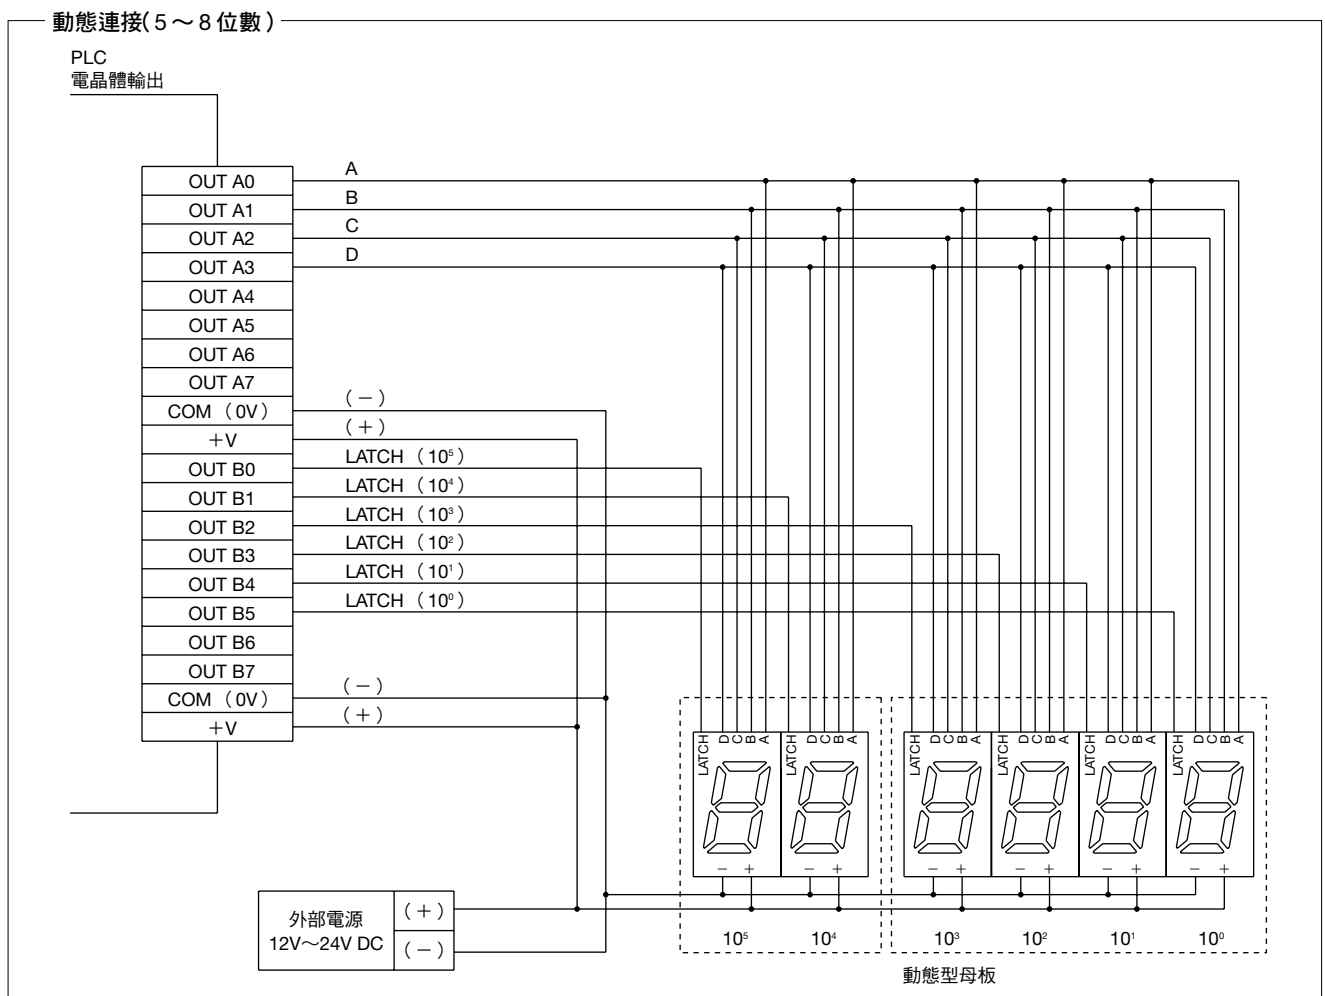 動態連接(5～8位數)
PLC
電晶體輸出
OUT A0
A
OUT A1
B
OUT A2
C
OUT A3
D
OUT A4
OUT A5
OUT A6
OUT A7
COM（0V）
（－）
＋V
（＋）
OUT B0
LATCH（10⁵）
OUT B1
LATCH（10⁴）
OUT B2
LATCH（10³）
OUT B3
LATCH（10²）
OUT B4
LATCH（10¹）
OUT B5
LATCH（10⁰）
OUT B6
OUT B7
COM（0V）
（－）
＋V
（＋）
LATCH D C B A
LATCH D C B A
LATCH D C B A
LATCH D C B A
LATCH D C B A
LATCH D C B A
－ ＋
－ ＋
－ ＋
－ ＋
－ ＋
－ ＋
外部電源
12V～24V DC
（＋）
（－）
10⁵
10⁴
10³
10²
10¹
10⁰
動態型母板